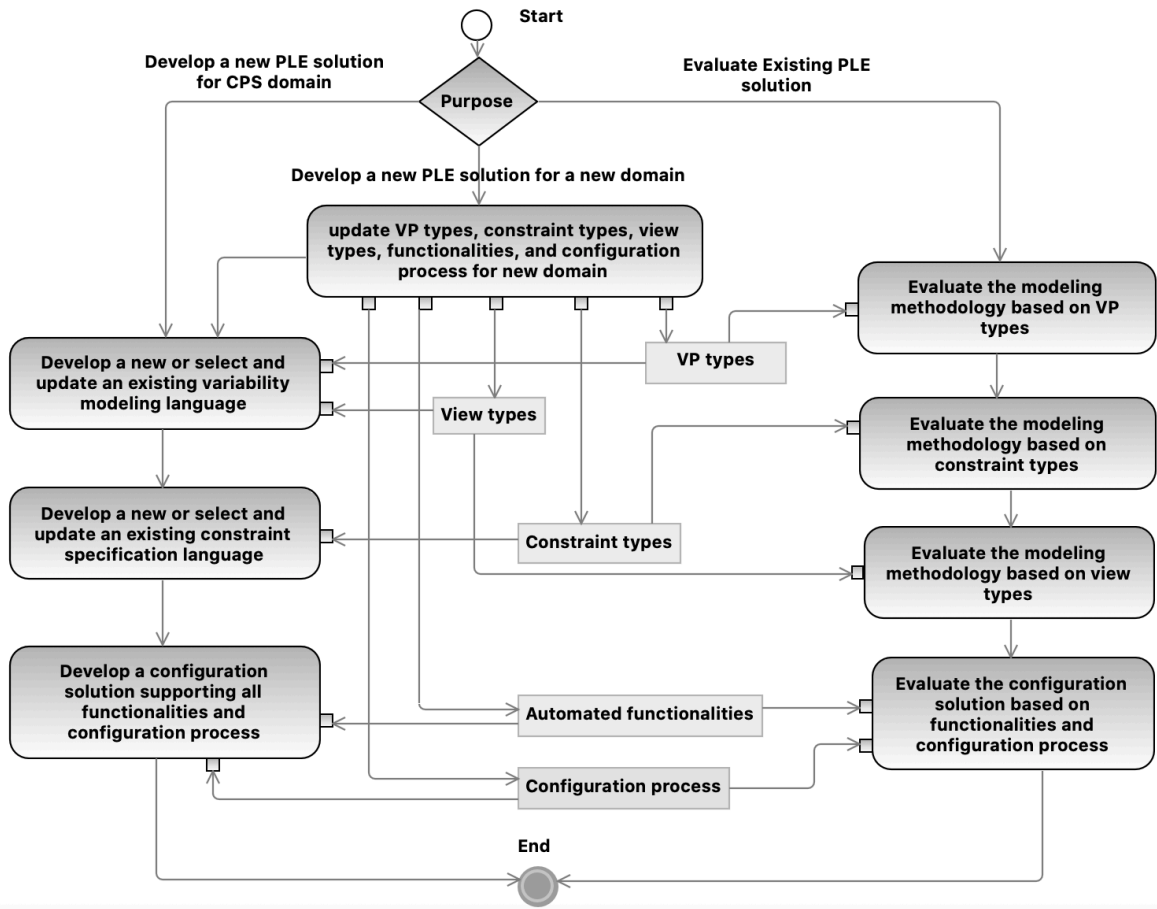 Start
Develop a new PLE solution
for CPS domain
Evaluate Existing PLE
solution
Purpose
Develop a new PLE solution for a new domain
update VP types, constraint types, view
types, functionalities, and configuration
process for new domain
Evaluate the modeling
methodology based on VP
types
VP types
Develop a new or select and
update an existing variability
modeling language
View types
Evaluate the modeling
methodology based on
constraint types
Develop a new or select and
update an existing constraint
specification language
Constraint types
Evaluate the modeling
methodology based on view
types
Develop a configuration
solution supporting all
functionalities and
configuration process
Automated functionalities
Evaluate the configuration
solution based on
functionalities and
configuration process
Configuration process
End